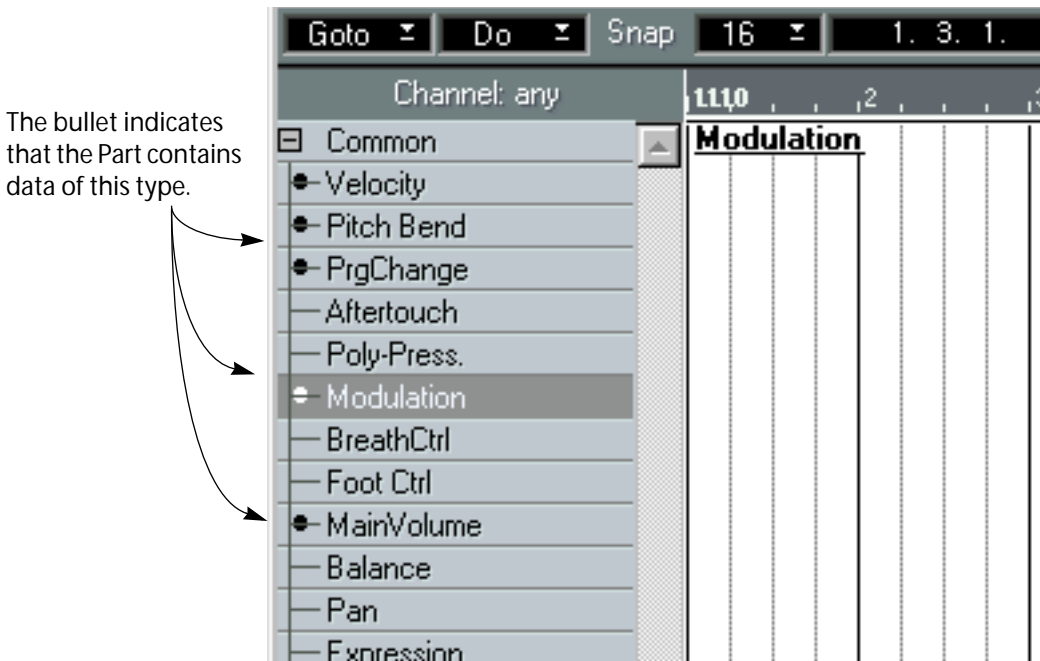 Goto Do Snap 16 1. 3. 1.
Channel: any
1.1.1.0 2 3
The bullet indicates
that the Part contains
data of this type.
Common
Modulation
Velocity
Pitch Bend
PrgChange
Aftertouch
Poly-Press.
Modulation
BreathCtrl
Foot Ctrl
MainVolume
Balance
Pan
Expression